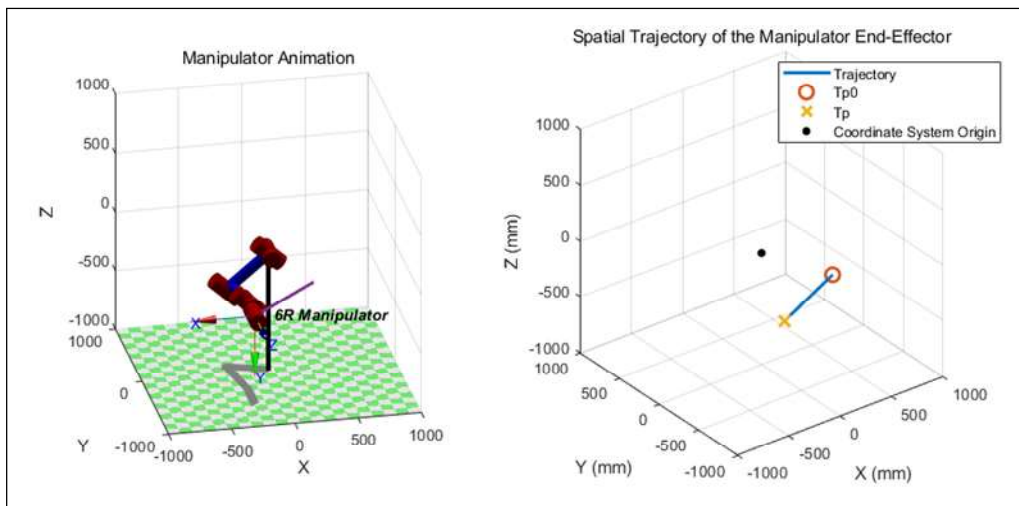 Manipulator Animation
1000
500
0
-500
-1000
Z
1000
0
-1000
Y
-1000
-500
0
500
1000
X
X
Y
Z
6R Manipulator
Spatial Trajectory of the Manipulator End-Effector
Trajectory
Tp0
Tp
Coordinate System Origin
1000
500
0
-500
-1000
Z (mm)
1000
500
0
-500
-1000
Y (mm)
-1000
-500
0
500
1000
X (mm)